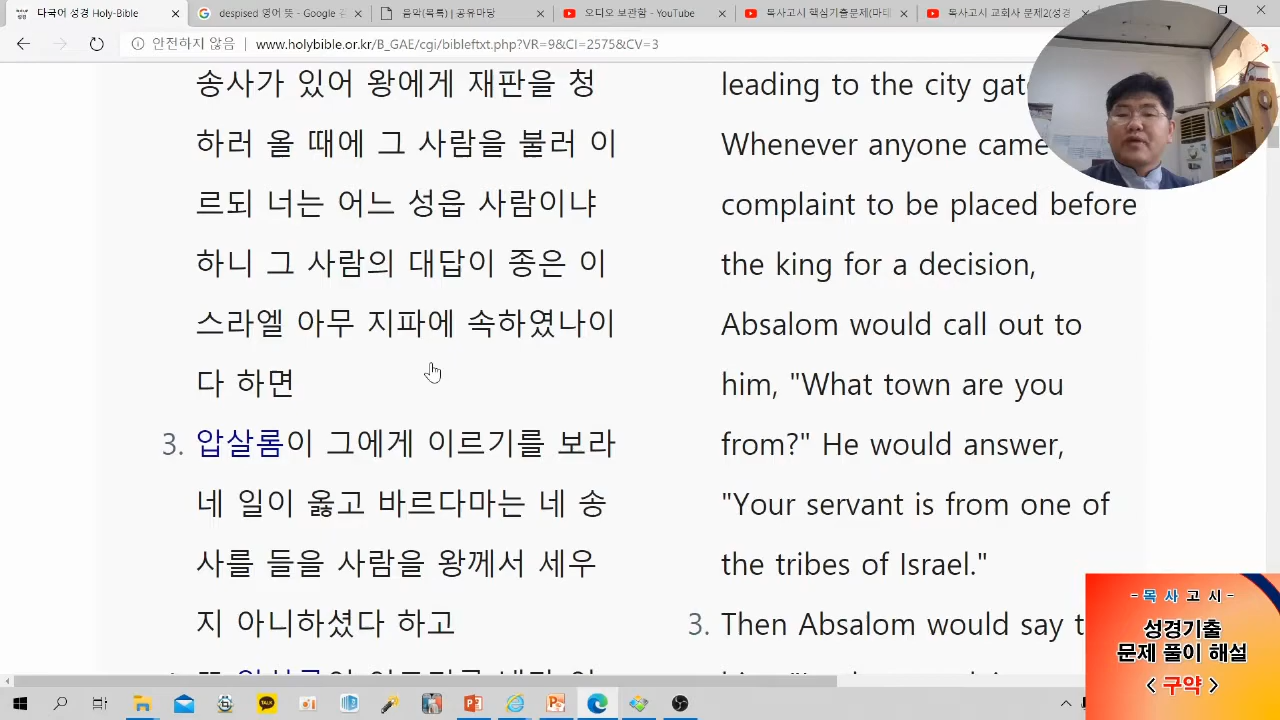 다국어 성경 Holy-Bible
despised 영어 뜻 - Google
음악(목록) | 공유마당
오디오 보관함 - YouTube
목사고시 핵심기출문제(마태
목사고시 교회사 문제2(성경
안전하지 않음
www.holybible.or.kr/B_GAE/cgi/bibleftxt.php?VR=9&CI=2575&CV=3
송사가 있어 왕에게 재판을 청
하러 올 때에 그 사람을 불러 이
르되 너는 어느 성읍 사람이냐
하니 그 사람의 대답이 종은 이
스라엘 아무 지파에 속하였나이
다 하면
3. 압살롬이 그에게 이르기를 보라
네 일이 옳고 바르다마는 네 송
사를 들을 사람을 왕께서 세우
지 아니하셨다 하고
leading to the city gat
Whenever anyone came
complaint to be placed before
the king for a decision,
Absalom would call out to
him, "What town are you
from?" He would answer,
"Your servant is from one of
the tribes of Israel."
3. Then Absalom would say t
- 목 사 고 시 -
성경기출
문제 풀이 해설
< 구약 >